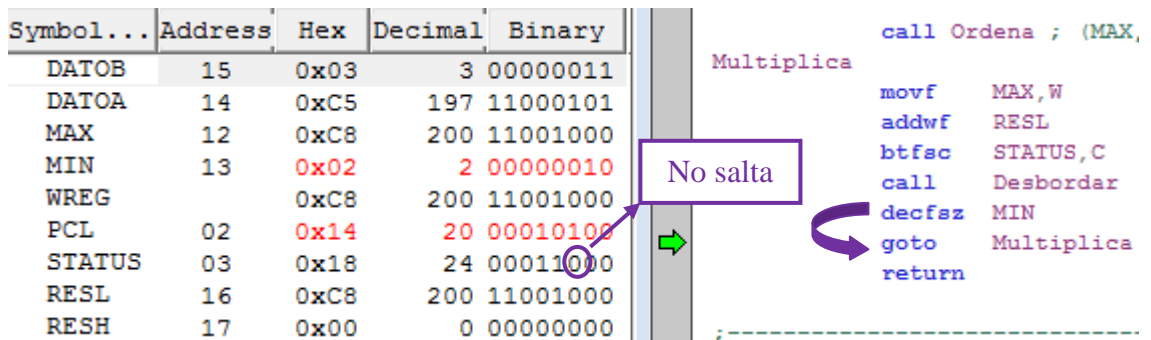 Symbol... Address Hex Decimal Binary
DATOB 15 0x03 3 00000011
DATOA 14 0xC5 197 11000101
MAX 12 0xC8 200 11001000
MIN 13 0x02 2 00000010
WREG 0xC8 200 11001000
PCL 02 0x14 20 00010100
STATUS 03 0x18 24 00011000
RESL 16 0xC8 200 11001000
RESH 17 0x00 0 00000000
No salta
call Ordena ; (MAX,
Multiplica
movf MAX,W
addwf RESL
btfsc STATUS,C
call Desbordar
decfsz MIN
goto Multiplica
return
;------------------------------